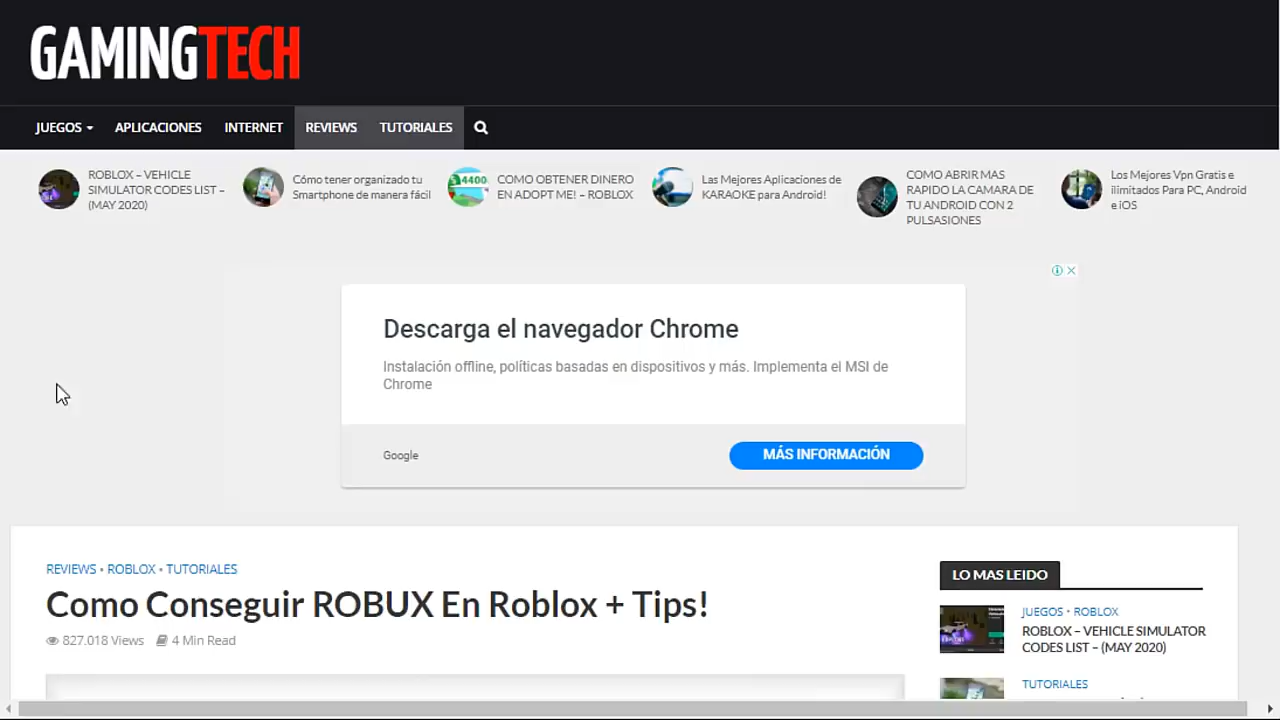 GAMINGTECH
JUEGOS APLICACIONES INTERNET REVIEWS TUTORIALES
ROBLOX – VEHICLE
SIMULATOR CODES LIST –
(MAY 2020)
Cómo tener organizado tu
Smartphone de manera fácil
4400
COMO OBTENER DINERO
EN ADOPT ME! – ROBLOX
Las Mejores Aplicaciones de
KARAOKE para Android!
COMO ABRIR MAS
RAPIDO LA CAMARA DE
TU ANDROID CON 2
PULSASIONES
Los Mejores Vpn Gratis e
ilimitados Para PC, Android
e iOS
Descarga el navegador Chrome
Instalación offline, políticas basadas en dispositivos y más. Implementa el MSI de
Chrome
Google
MÁS INFORMACIÓN
REVIEWS • ROBLOX • TUTORIALES
Como Conseguir ROBUX En Roblox + Tips!
827.018 Views 4 Min Read
LO MAS LEIDO
JUEGOS • ROBLOX
ROBLOX – VEHICLE SIMULATOR
CODES LIST – (MAY 2020)
TUTORIALES